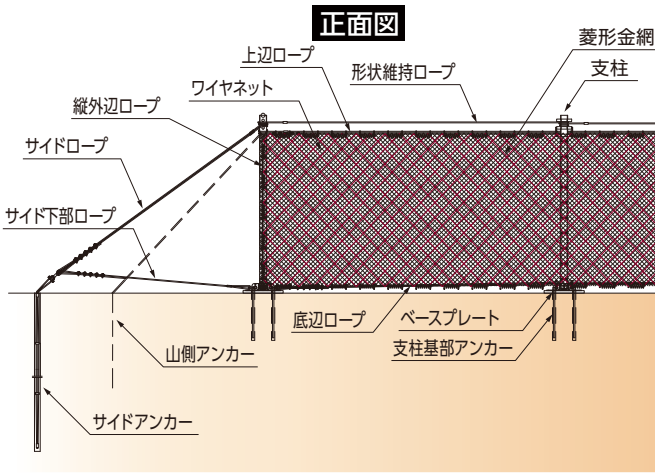 正面図
菱形金網
上辺ロープ
形状維持ロープ
支柱
ワイヤネット
縦外辺ロープ
サイドロープ
サイド下部ロープ
底辺ロープ
ベースプレート
山側アンカー
支柱基部アンカー
サイドアンカー